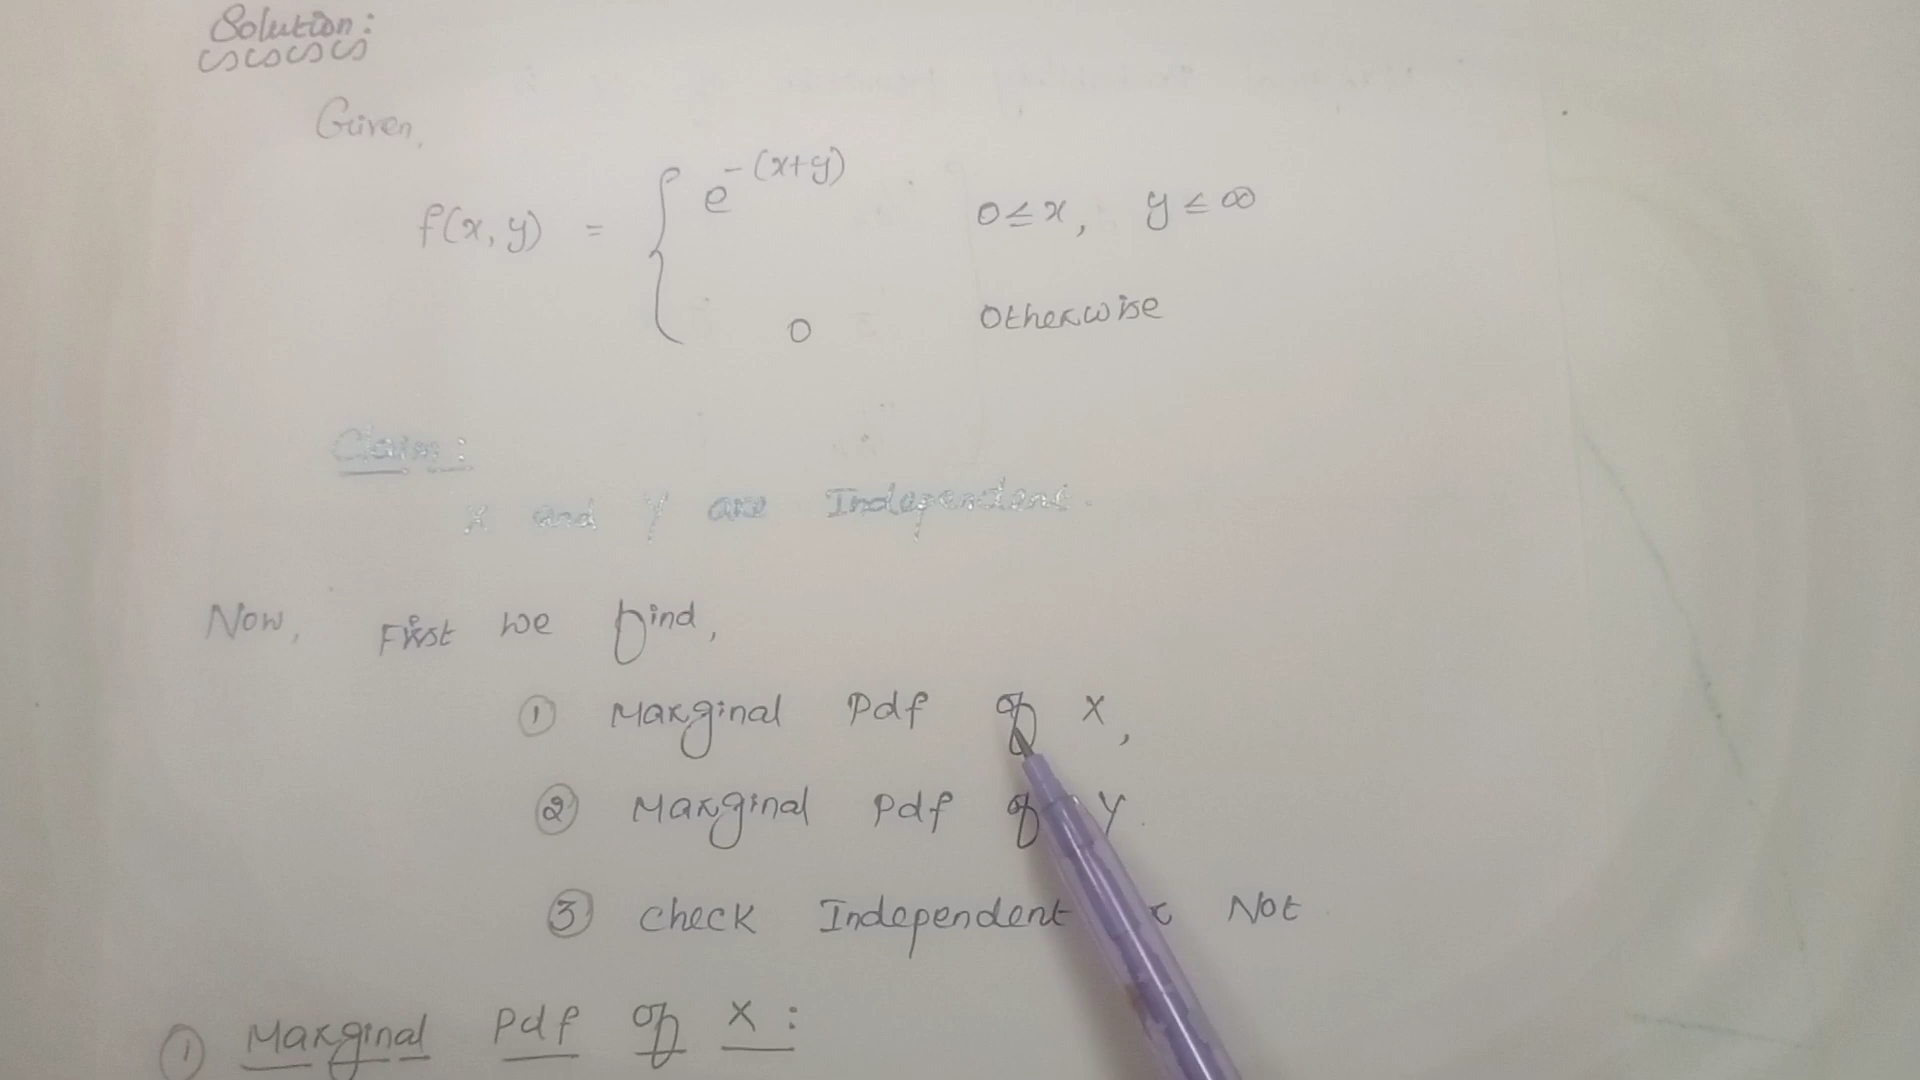 Solution:
Given,
f(x, y) = { e^-(x+y) 0 ≤ x, y ≤ ∞
0 Otherwise
Claim:
X and Y are Independent.
Now, First we find,
① Marginal Pdf of X,
② Marginal Pdf of Y.
③ check Independent Not
① Marginal Pdf of X: